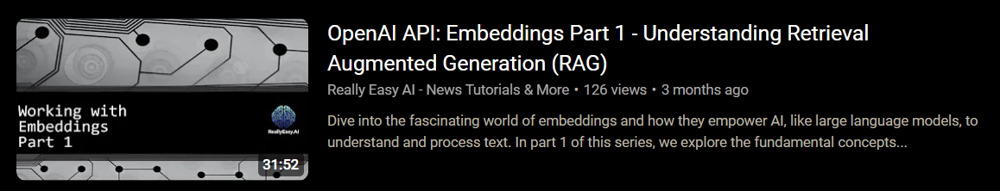 Working with
Embeddings
Part 1
ReallyEasy.AI
31:52
OpenAI API: Embeddings Part 1 - Understanding Retrieval
Augmented Generation (RAG)
Really Easy AI - News Tutorials & More • 126 views • 3 months ago
Dive into the fascinating world of embeddings and how they empower AI, like large language models, to
understand and process text. In part 1 of this series, we explore the fundamental concepts...